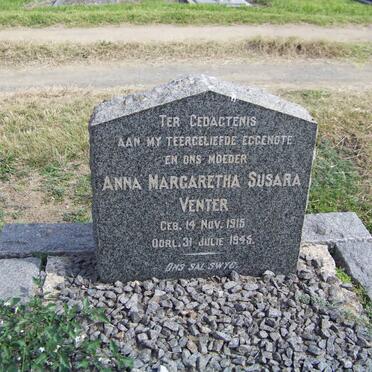 TER GEDAGTENIS
AAN MY TEERGELIEFDE EGGENOTE
EN ONS MOEDER
ANNA MARGARETHA SUSARA
VENTER
GEB. 14 NOV. 1915
OORL. 31 JULIE 1945.
ONS SAL SWYG.